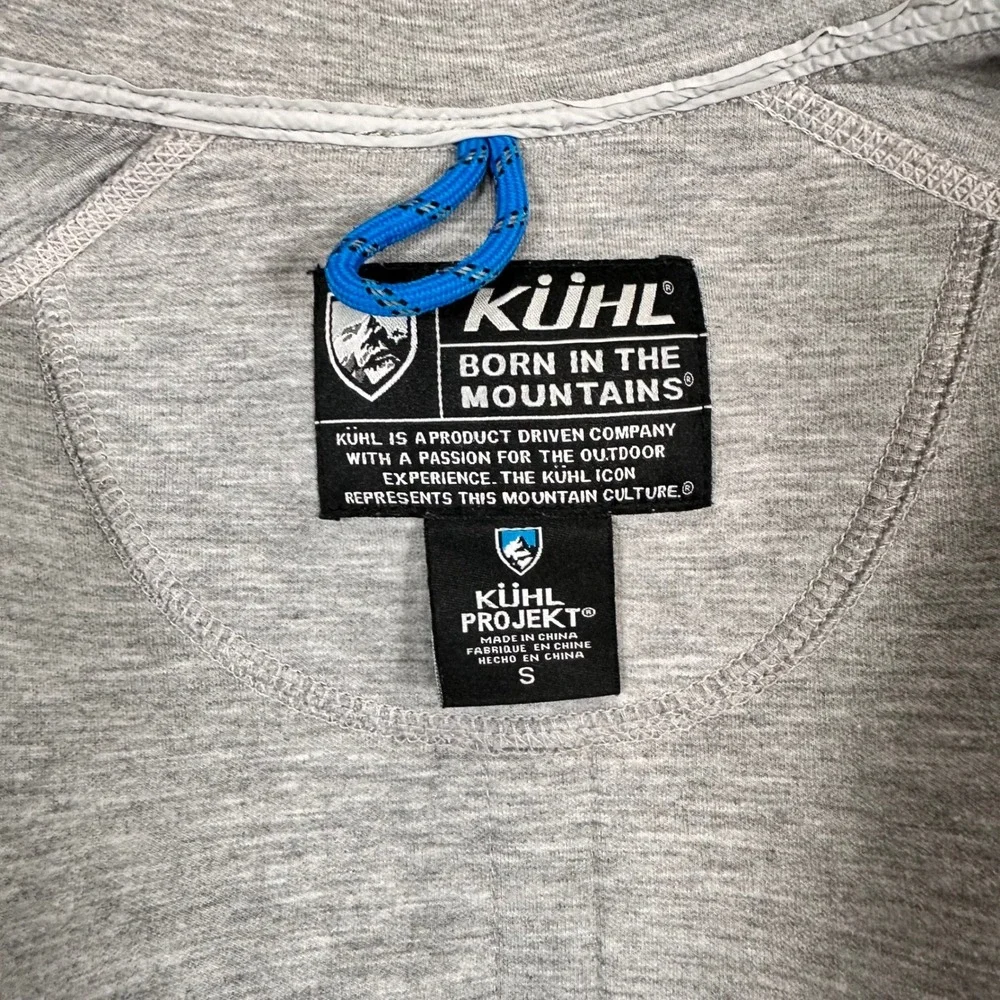 KÜHL®
BORN IN THE
MOUNTAINS®
KÜHL IS A PRODUCT DRIVEN COMPANY
WITH A PASSION FOR THE OUTDOOR
EXPERIENCE. THE KÜHL ICON
REPRESENTS THIS MOUNTAIN CULTURE.®
KÜHL
PROJEKT®
MADE IN CHINA
FABRIQUE EN CHINE
HECHO EN CHINA
S